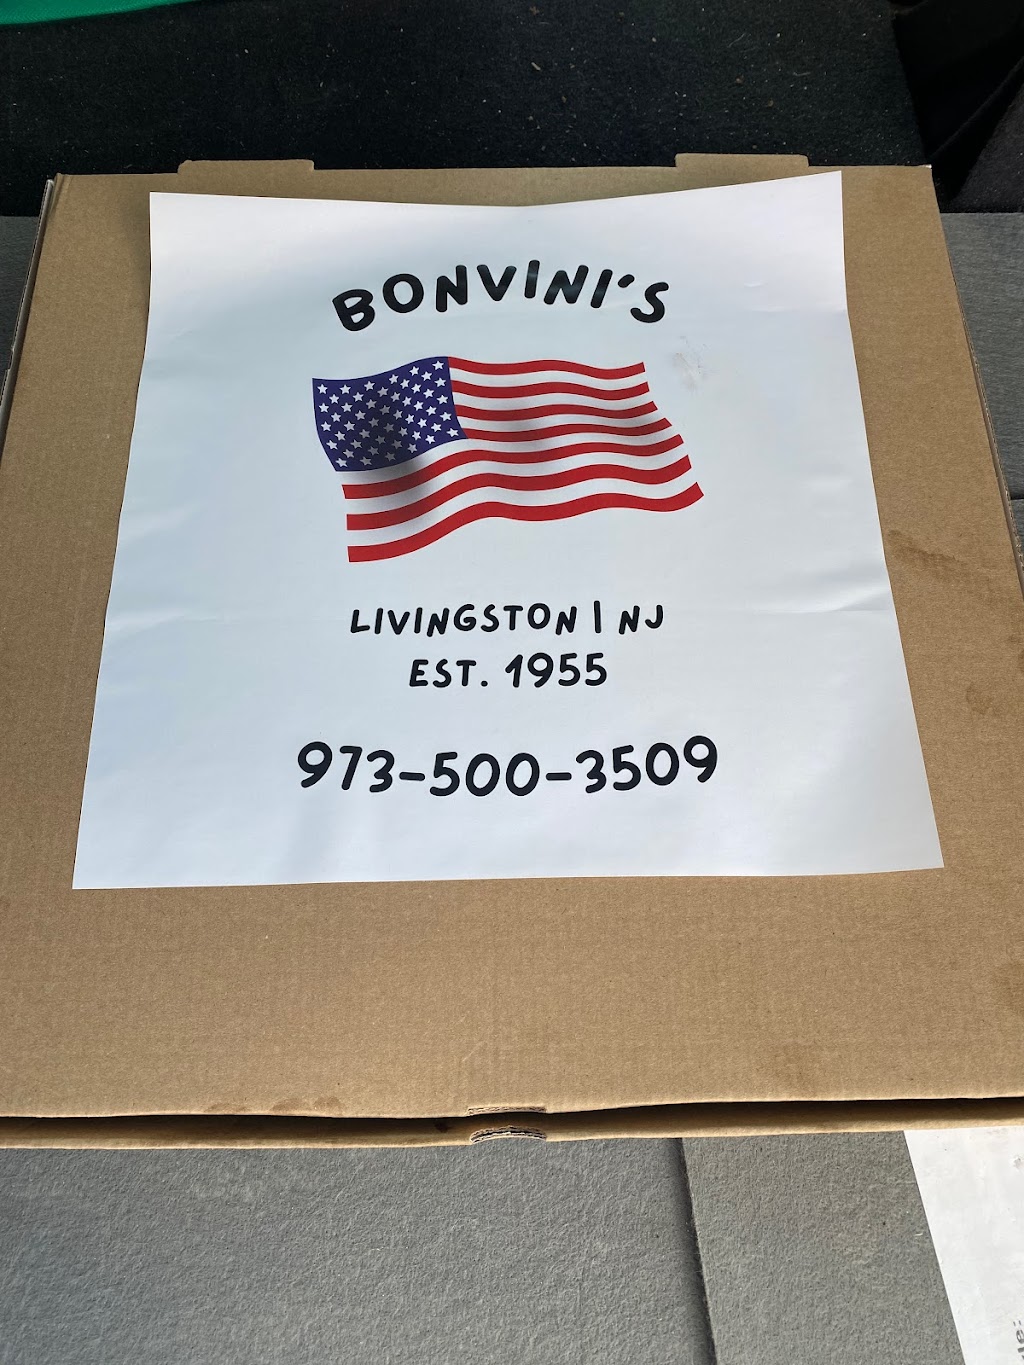 BONVINI'S
LIVINGSTON | NJ
EST. 1955
973-500-3509